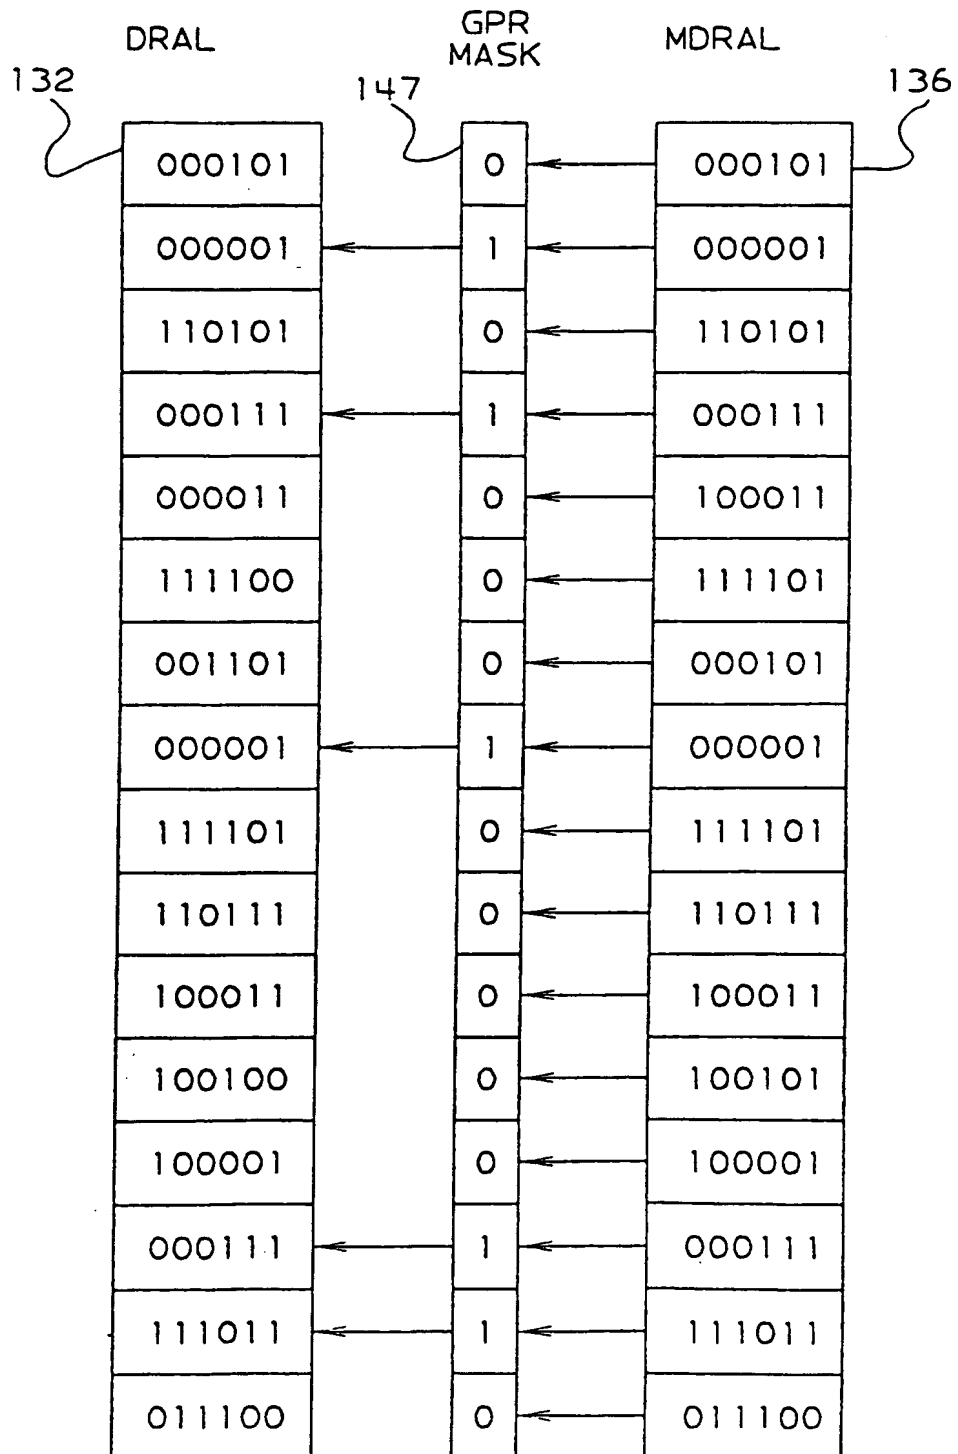 DRAL GPR MASK MDRAL
132 147 136
000101 0 000101
000001 1 000001
110101 0 110101
000111 1 000111
000011 0 100011
111100 0 111101
001101 0 000101
000001 1 000001
111101 0 111101
110111 0 110111
100011 0 100011
100100 0 100101
100001 0 100001
000111 1 000111
111011 1 111011
011100 0 011100